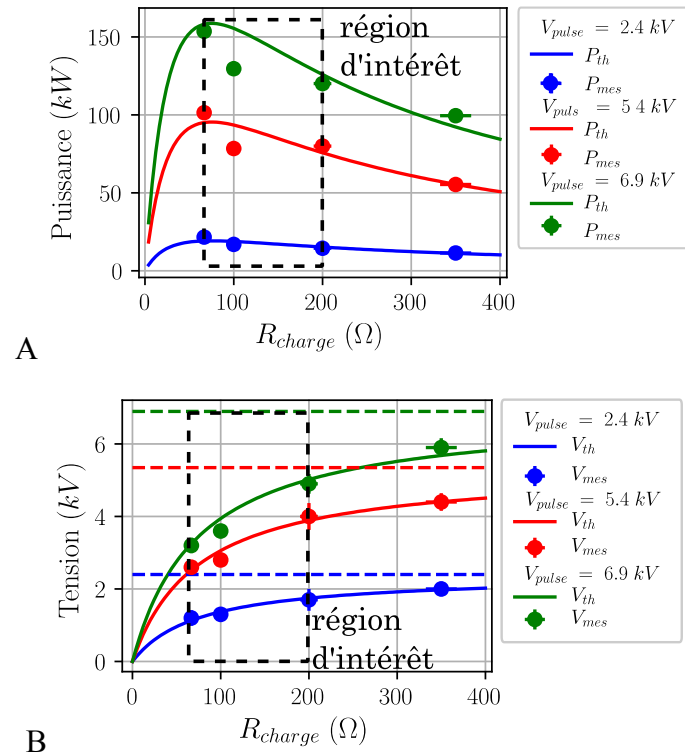 150
100
50
0
Puissance (kW)
région
d'intérêt
0 100 200 300 400
R_charge (Ω)
A
V_pulse = 2.4 kV
P_th
P_mes
V_puls = 5 4 kV
P_th
P_mes
V_pulse = 6.9 kV
P_th
P_mes
6
4
2
0
Tension (kV)
région
d'intérêt
0 100 200 300 400
R_charge (Ω)
B
V_pulse = 2.4 kV
V_th
V_mes
V_pulse = 5.4 kV
V_th
V_mes
V_pulse = 6.9 kV
V_th
V_mes